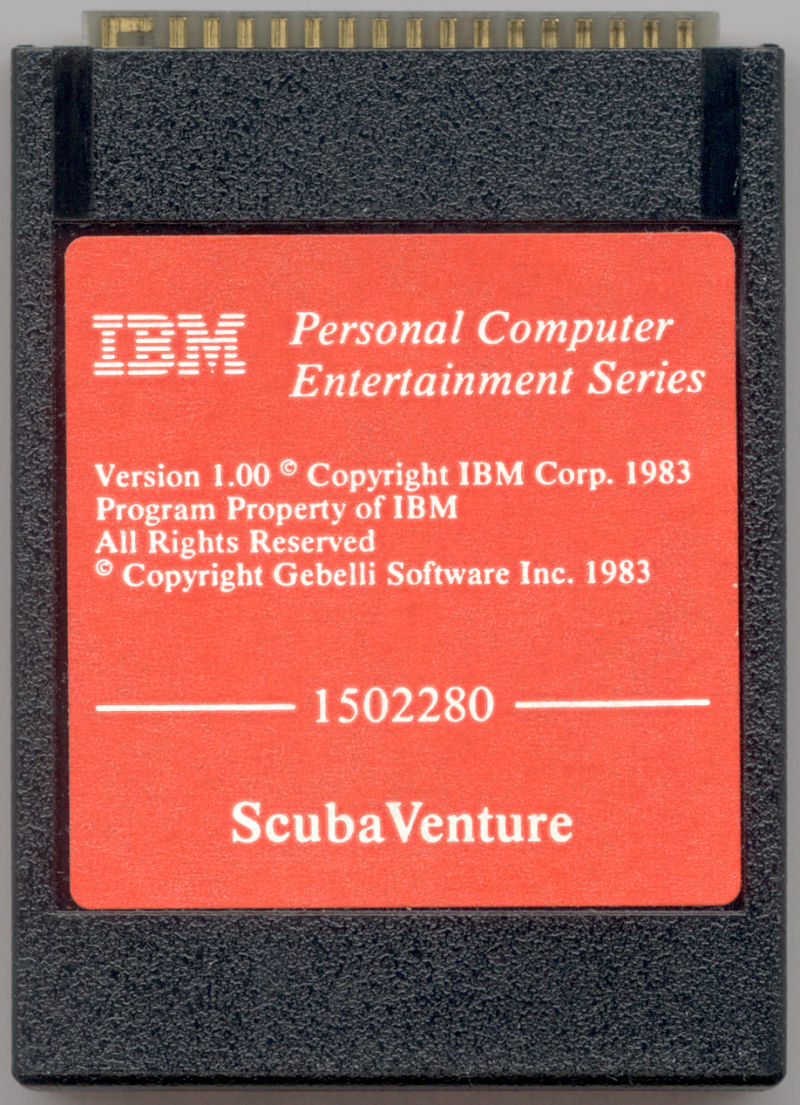 IBM Personal Computer
Entertainment Series
Version 1.00 © Copyright IBM Corp. 1983
Program Property of IBM
All Rights Reserved
© Copyright Gebelli Software Inc. 1983
1502280
ScubaVenture